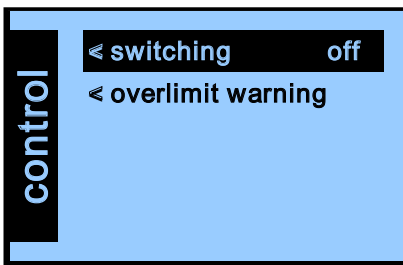 control
< switching off
< overlimit warning